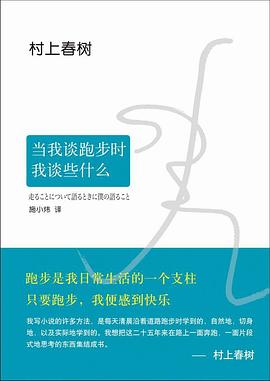 村上春树
当我谈跑步时
我谈些什么
走ることについて語るときに僕の語ること
施小炜 译
跑步是我日常生活的一个支柱
只要跑步，我便感到快乐
我写小说的许多方法，是每天清晨沿着道路跑步时学到的，自然地，切身
地，以及实际地学到的。我想把这二十五年来在路上一面奔跑，一面片段
式地思考的东西集结成书。
—— 村上春树